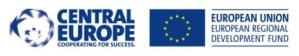 CENTRAL
EUROPE
COOPERATING FOR SUCCESS.
EUROPEAN UNION
EUROPEAN REGIONAL
DEVELOPMENT FUND